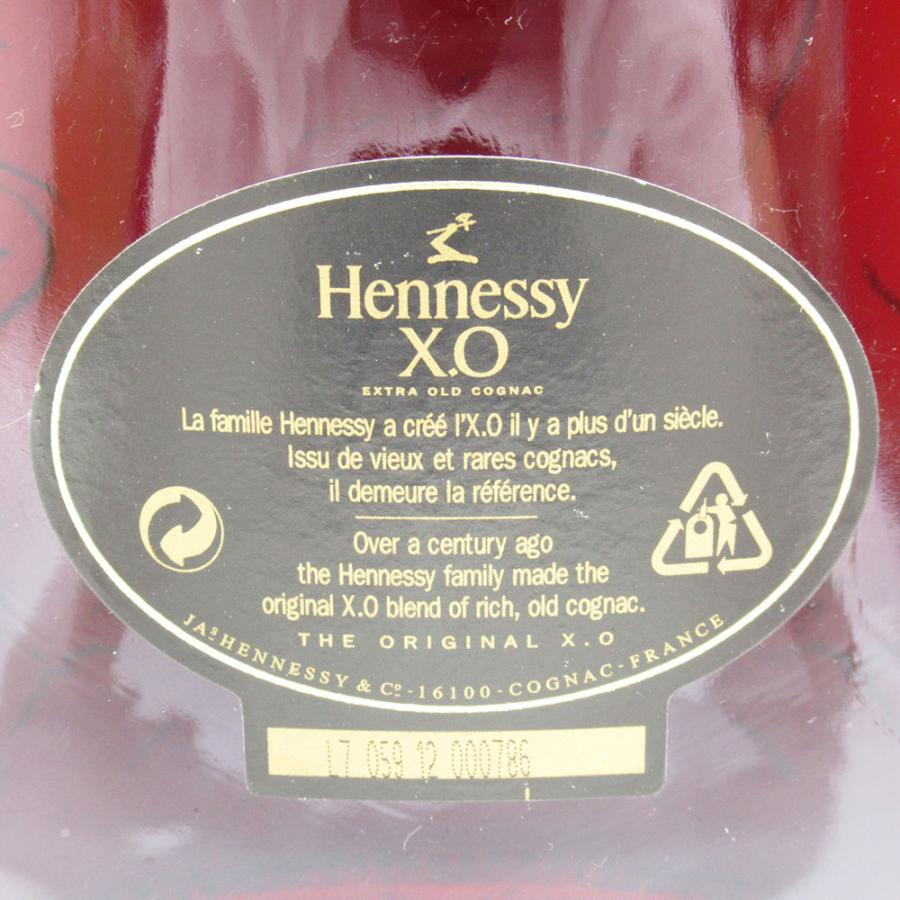 Hennessy
X.O
EXTRA OLD COGNAC
La famille Hennessy a créé l'X.O il y a plus d'un siècle.
Issu de vieux et rares cognacs,
il demeure la référence.
Over a century ago
the Hennessy family made the
original X.O blend of rich, old cognac.
THE ORIGINAL X.O
JAS HENNESSY & Cº - 16100 - COGNAC - FRANCE
L7 059 12 000786